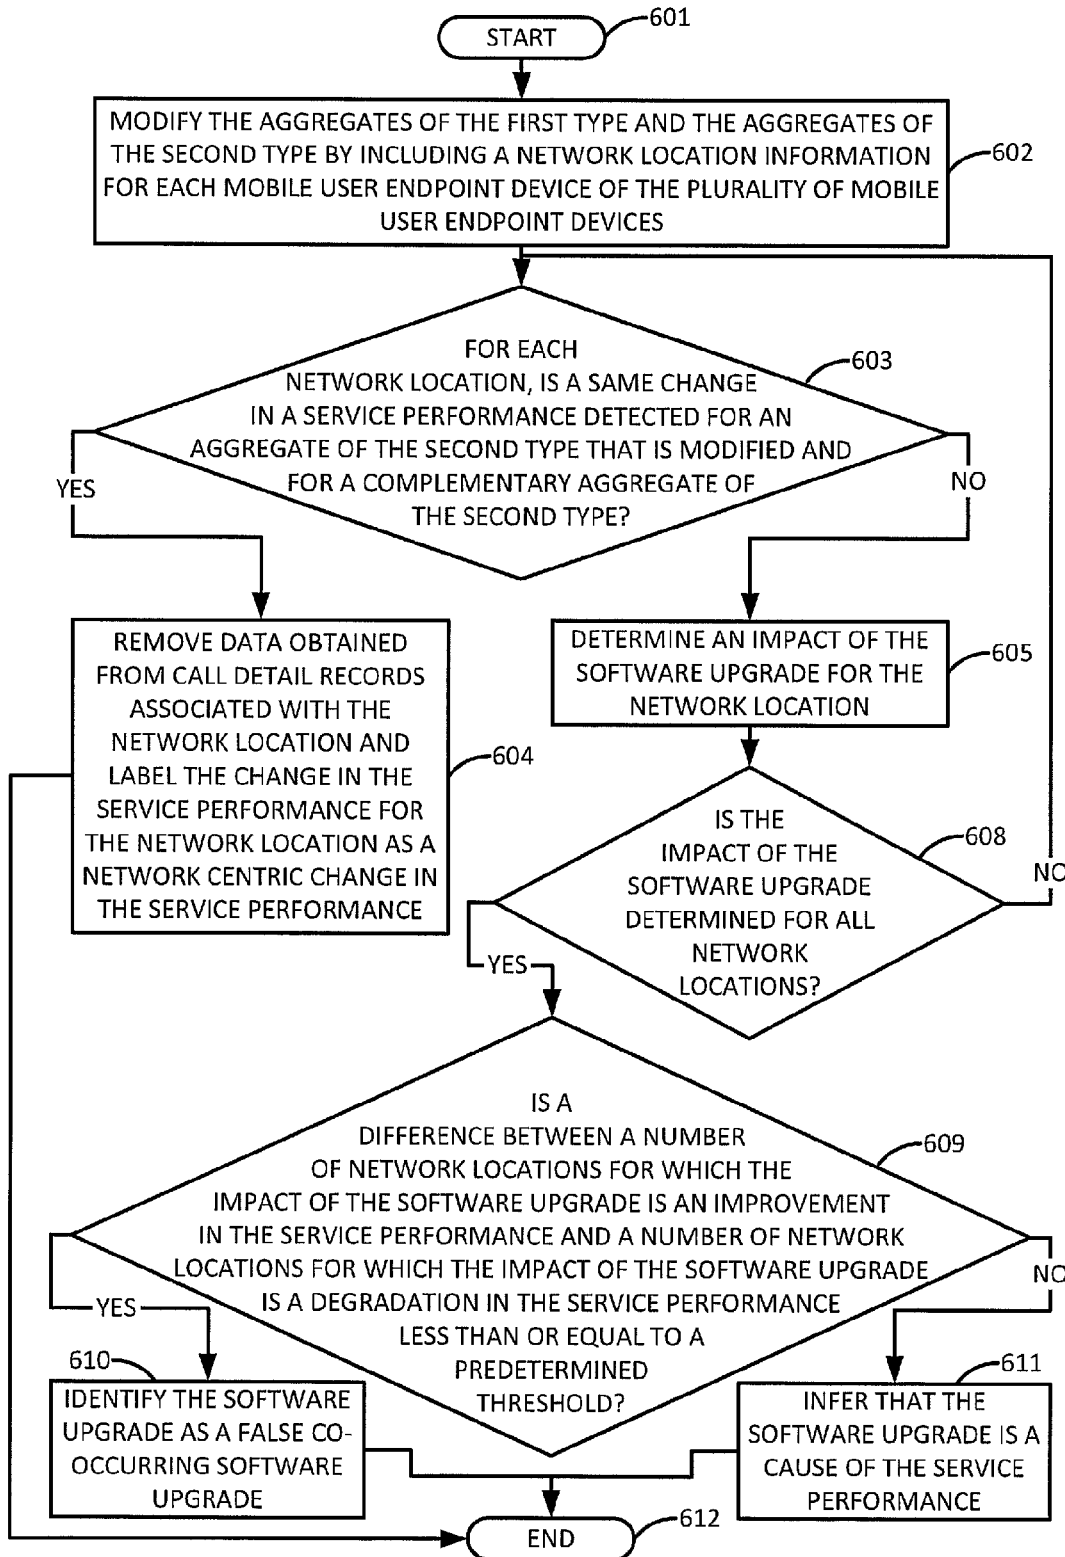 START
601
MODIFY THE AGGREGATES OF THE FIRST TYPE AND THE AGGREGATES OF
THE SECOND TYPE BY INCLUDING A NETWORK LOCATION INFORMATION
FOR EACH MOBILE USER ENDPOINT DEVICE OF THE PLURALITY OF MOBILE
USER ENDPOINT DEVICES
602
FOR EACH
NETWORK LOCATION, IS A SAME CHANGE
IN A SERVICE PERFORMANCE DETECTED FOR AN
AGGREGATE OF THE SECOND TYPE THAT IS MODIFIED AND
FOR A COMPLEMENTARY AGGREGATE OF
THE SECOND TYPE?
603
YES
NO
REMOVE DATA OBTAINED
FROM CALL DETAIL RECORDS
ASSOCIATED WITH THE
NETWORK LOCATION AND
LABEL THE CHANGE IN THE
SERVICE PERFORMANCE FOR
THE NETWORK LOCATION AS A
NETWORK CENTRIC CHANGE IN
THE SERVICE PERFORMANCE
604
DETERMINE AN IMPACT OF THE
SOFTWARE UPGRADE FOR THE
NETWORK LOCATION
605
IS THE
IMPACT OF THE
SOFTWARE UPGRADE
DETERMINED FOR ALL
NETWORK
LOCATIONS?
608
NO
YES
IS A
DIFFERENCE BETWEEN A NUMBER
OF NETWORK LOCATIONS FOR WHICH THE
IMPACT OF THE SOFTWARE UPGRADE IS AN IMPROVEMENT
IN THE SERVICE PERFORMANCE AND A NUMBER OF NETWORK
LOCATIONS FOR WHICH THE IMPACT OF THE SOFTWARE UPGRADE
IS A DEGRADATION IN THE SERVICE PERFORMANCE
LESS THAN OR EQUAL TO A
PREDETERMINED
THRESHOLD?
609
YES
NO
610
IDENTIFY THE SOFTWARE
UPGRADE AS A FALSE CO-
OCCURRING SOFTWARE
UPGRADE
611
INFER THAT THE
SOFTWARE UPGRADE IS A
CAUSE OF THE SERVICE
PERFORMANCE
END
612